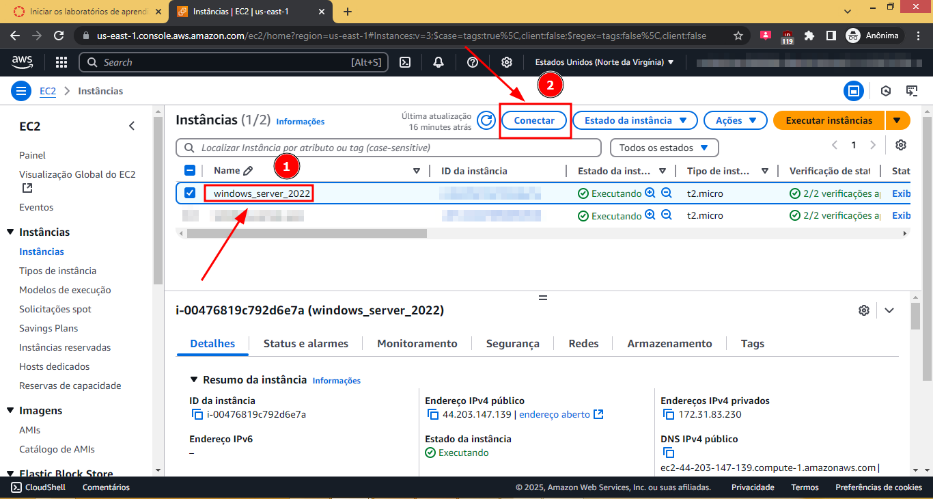 Iniciar os laboratórios de aprendi
Instâncias | EC2 | us-east-1
us-east-1.console.aws.amazon.com/ec2/home?region=us-east-1#Instances:v=3;$case=tags:true%5C,client:false;$regex=tags:false%5C,client:false
119
Anônima
aws
Search
[Alt+S]
Estados Unidos (Norte da Virgínia)
EC2
Instâncias
2
EC2
Instâncias (1/2)
Informações
Última atualização
16 minutes atrás
Conectar
Estado da instância
Ações
Executar instâncias
Localizar Instância por atributo ou tag (case-sensitive)
Todos os estados
1
1
Name
ID da instância
Estado da inst...
Tipo de inst...
Verificação de stat
Stat
windows_server_2022
Executando
t2.micro
2/2 verificações a
Exib
Executando
t2.micro
2/2 verificações a
Exib
Painel
Visualização Global do EC2
Eventos
Instâncias
Instâncias
Tipos de instância
Modelos de execução
Solicitações spot
Savings Plans
Instâncias reservadas
Hosts dedicados
Reservas de capacidade
Imagens
AMIs
Catálogo de AMIs
Elastic Block Store
i-00476819c792d6e7a (windows_server_2022)
Detalhes
Status e alarmes
Monitoramento
Segurança
Redes
Armazenamento
Tags
Resumo da instância
Informações
ID da instância
i-00476819c792d6e7a
Endereço IPv4 público
44.203.147.139 | endereço aberto
Endereços IPv4 privados
172.31.83.230
Endereço IPv6
–
Estado da instância
Executando
DNS IPv4 público
ec2-44-203-147-139.compute-1.amazonaws.com |
CloudShell
Comentários
© 2025, Amazon Web Services, Inc. ou suas afiliadas.
Privacidade
Termos
Preferências de cookies